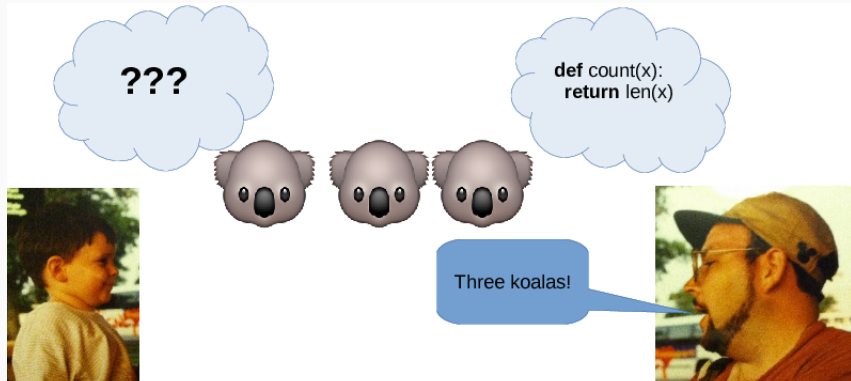 ???
def count(x):
return len(x)
Three koalas!